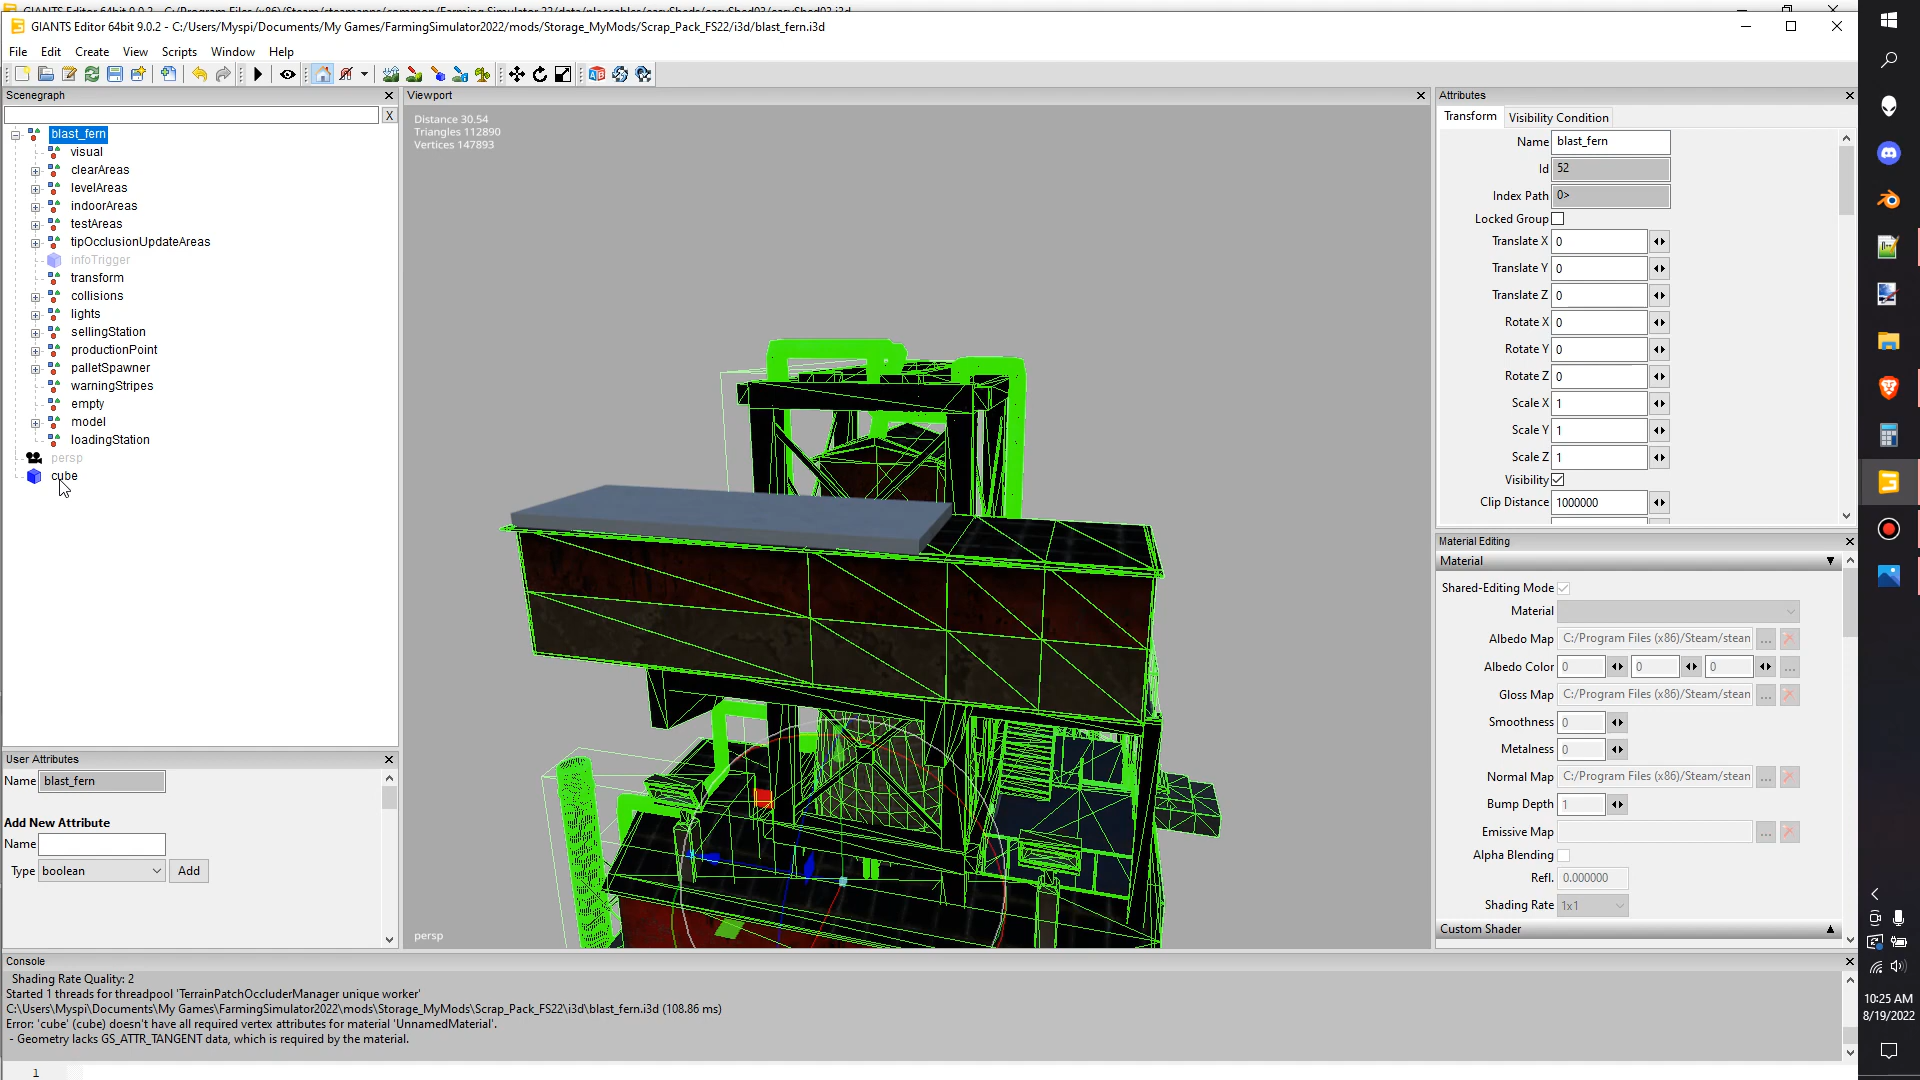 GIANTS Editor 64bit 9.0.2 - C:/Users/Myspi/Documents/My Games/FarmingSimulator2022/mods/Storage_MyMods/Scrap_Pack_FS22/i3d/blast_fern.i3d
File Edit Create View Scripts Window Help
Scenegraph
X
blast_fern
visual
clearAreas
levelAreas
indoorAreas
testAreas
tipOcclusionUpdateAreas
infoTrigger
transform
collisions
lights
sellingStation
productionPoint
palletSpawner
warningStripes
empty
model
loadingStation
persp
cube
User Attributes
Name blast_fern
Add New Attribute
Name
Type boolean Add
Viewport
Distance 30.54
Triangles 112890
Vertices 147893
persp
Attributes
Transform Visibility Condition
Name blast_fern
Id 52
Index Path 0>
Locked Group
Translate X 0
Translate Y 0
Translate Z 0
Rotate X 0
Rotate Y 0
Rotate Z 0
Scale X 1
Scale Y 1
Scale Z 1
Visibility
Clip Distance 1000000
Material Editing
Material
Shared-Editing Mode
Material
Albedo Map C:/Program Files (x86)/Steam/stean ...
Albedo Color 0 0 0 ...
Gloss Map C:/Program Files (x86)/Steam/stean ...
Smoothness 0
Metalness 0
Normal Map C:/Program Files (x86)/Steam/stean ...
Bump Depth 1
Emissive Map ...
Alpha Blending
Refl. 0.000000
Shading Rate 1x1
Custom Shader
Console
Shading Rate Quality: 2
Started 1 threads for threadpool 'TerrainPatchOccluderManager unique worker'
C:\Users\Myspi\Documents\My Games\FarmingSimulator2022\mods\Storage_MyMods\Scrap_Pack_FS22\i3d\blast_fern.i3d (108.86 ms)
Error: 'cube' (cube) doesn't have all required vertex attributes for material 'UnnamedMaterial'.
- Geometry lacks GS_ATTR_TANGENT data, which is required by the material.
1
10:25 AM
8/19/2022